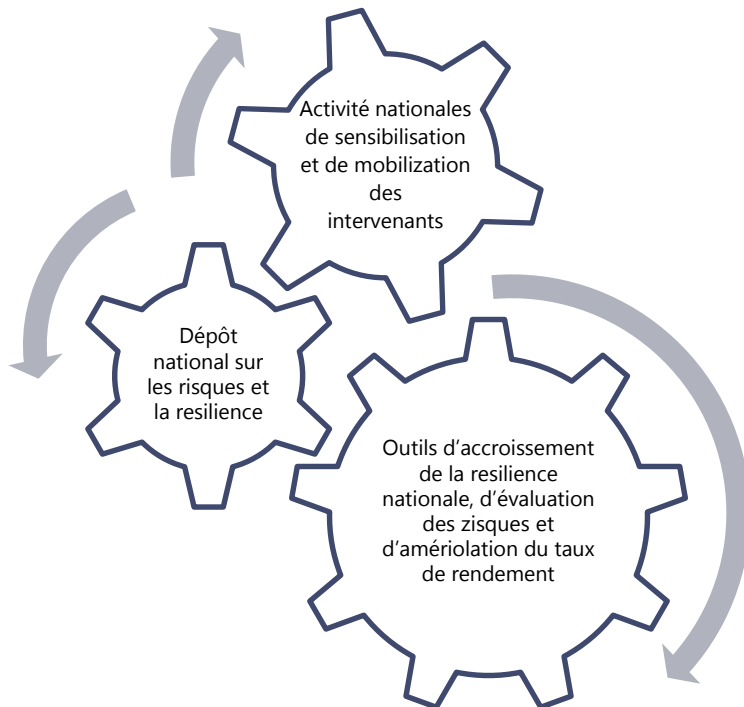 Activité nationales
de sensibilisation
et de mobilization
des
intervenants
Dépôt
national sur
les risques et
la resilience
Outils d’accroissement
de la resilience
nationale, d’évaluation
des zisques et
d’amériolation du taux
de rendement